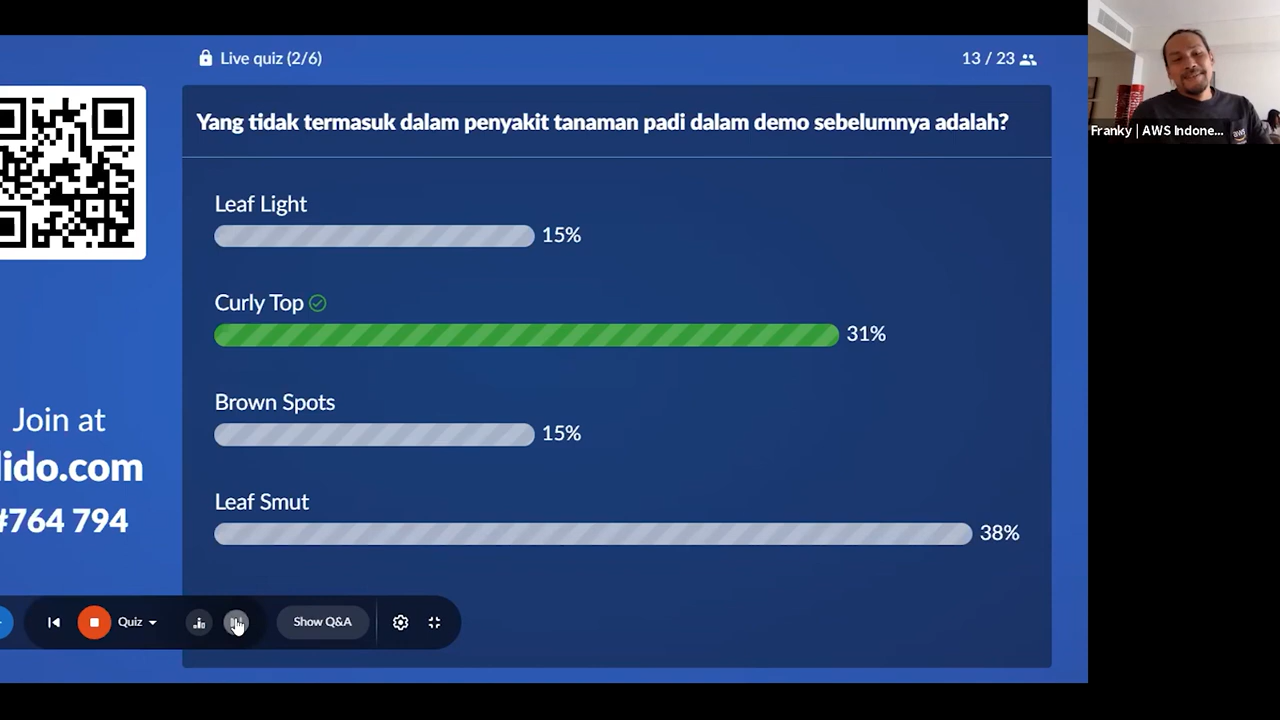 Live quiz (2/6)
13 / 23
Yang tidak termasuk dalam penyakit tanaman padi dalam demo sebelumnya adalah?
Leaf Light
15%
Curly Top
31%
Brown Spots
15%
Leaf Smut
38%
Join at
lido.com
#764 794
Quiz
Show Q&A
Franky | AWS Indone...
aws